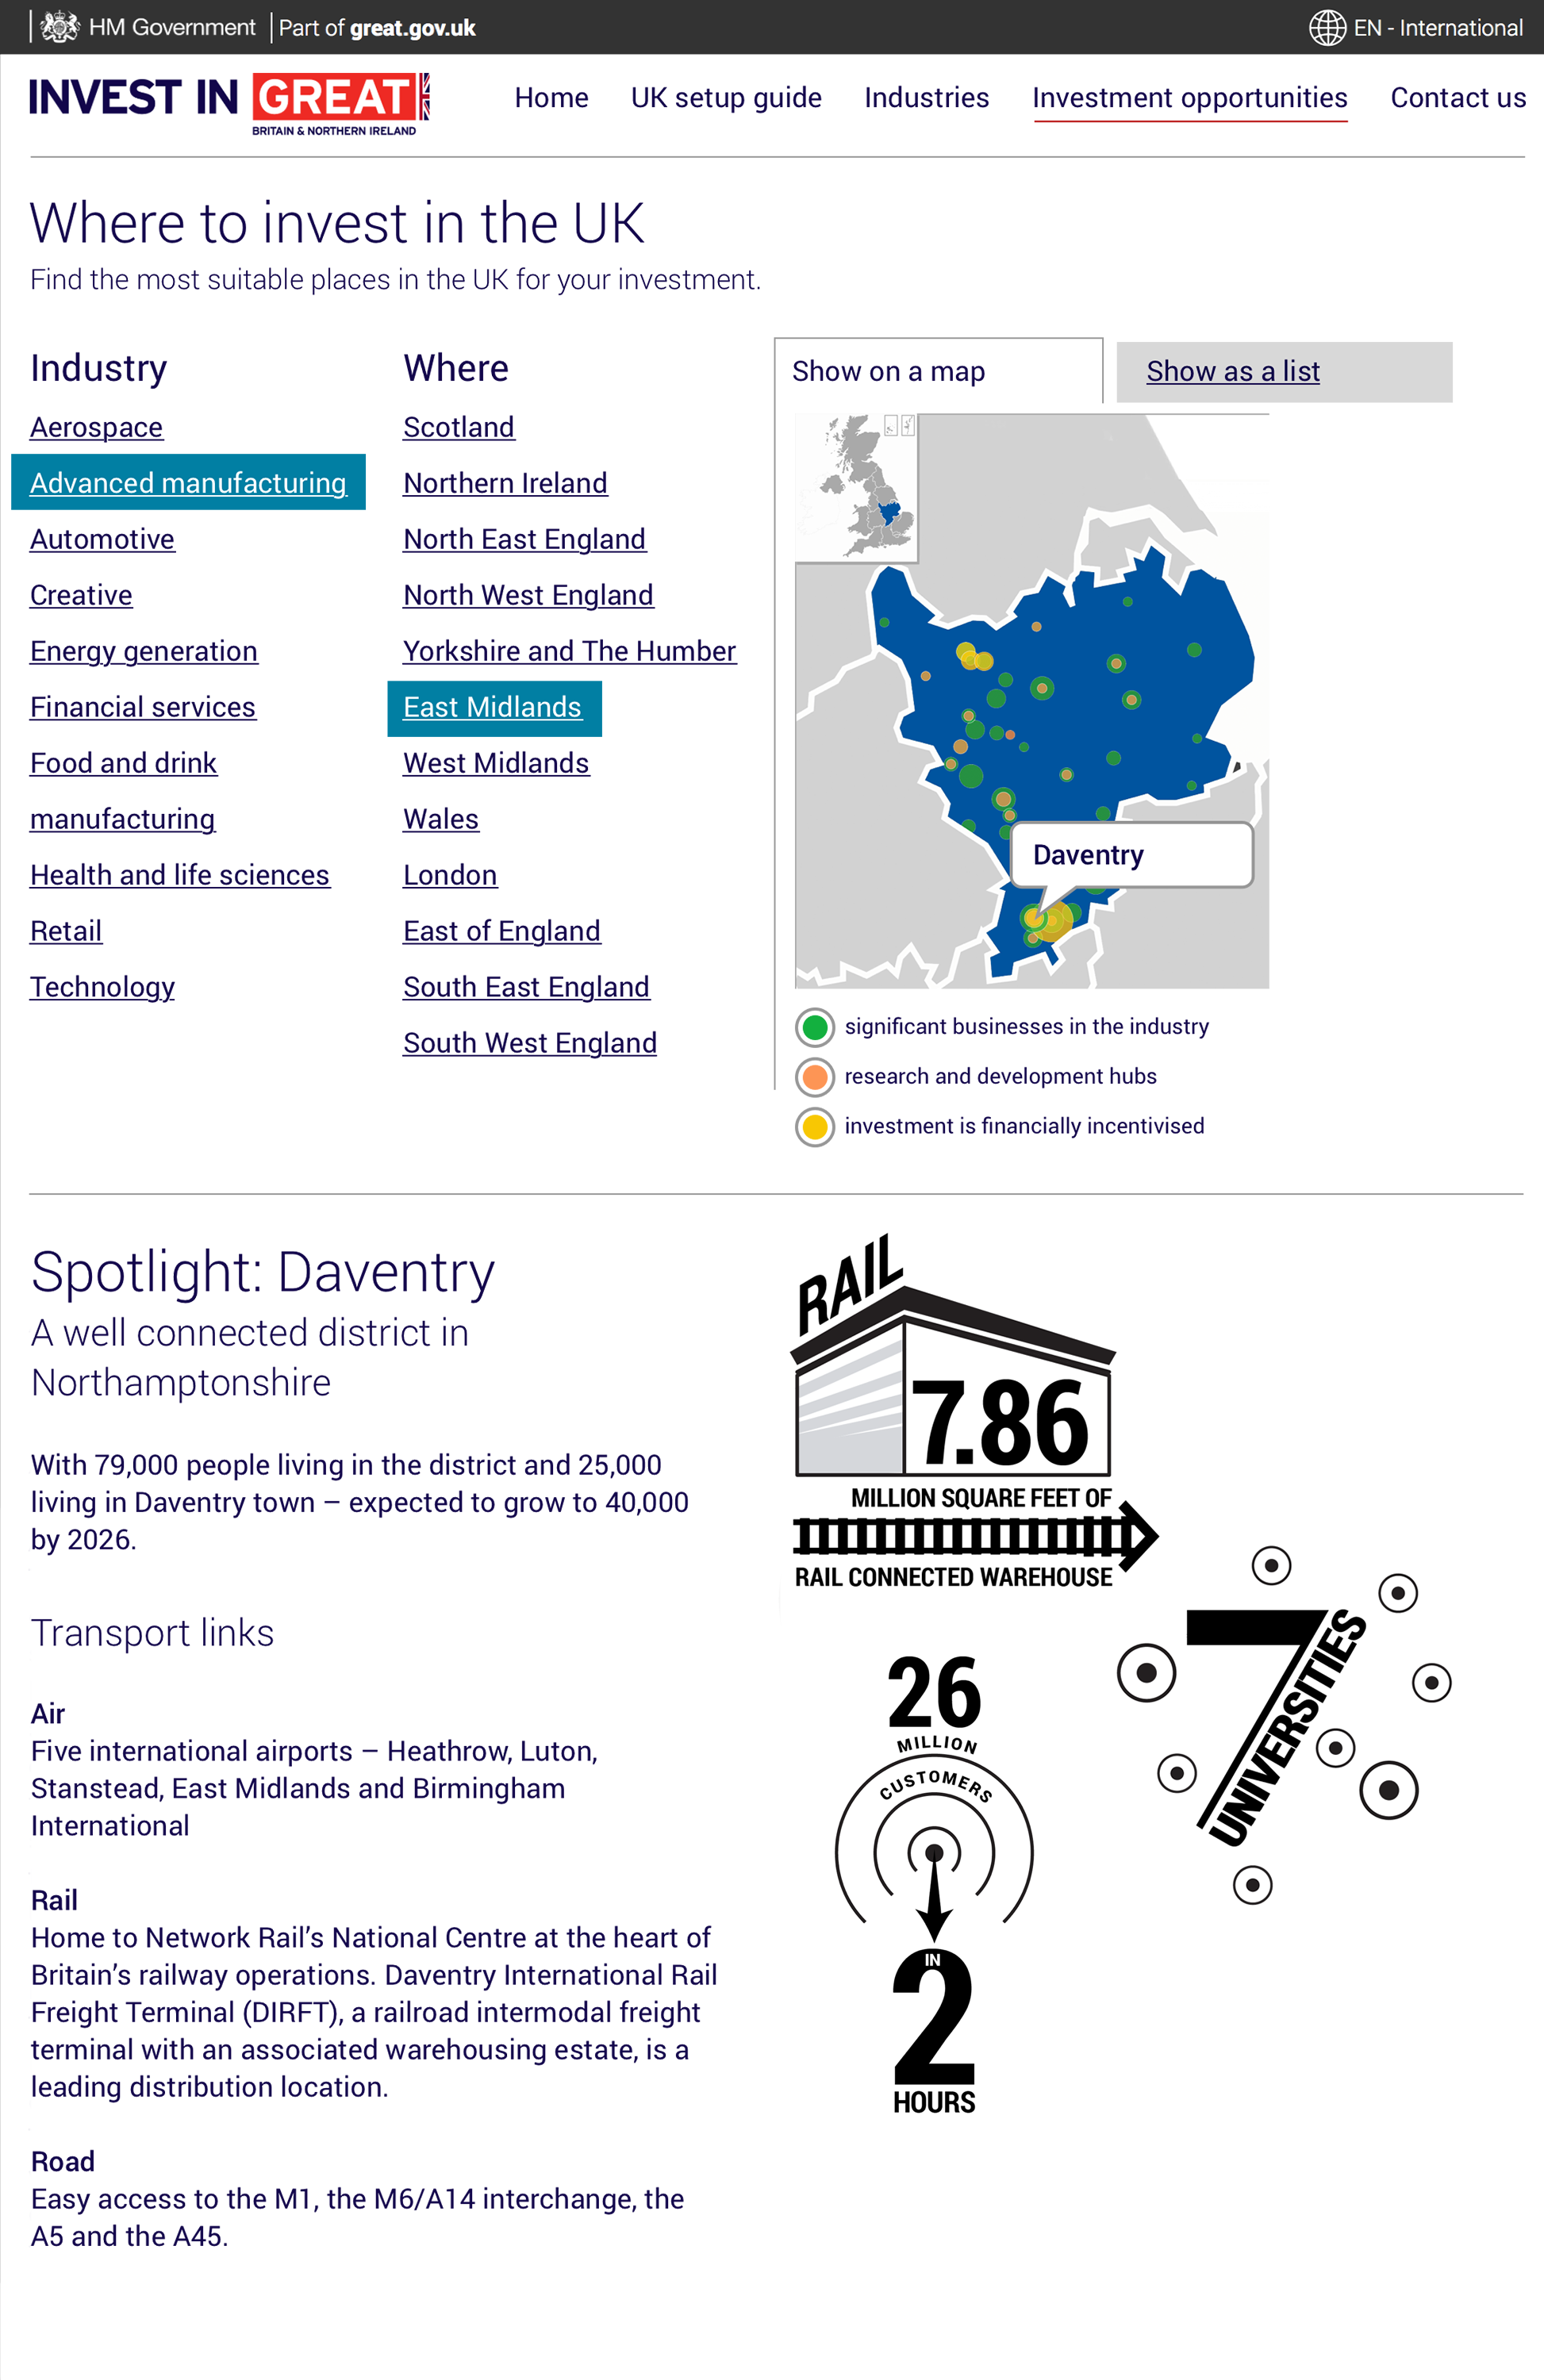 HM Government
Part of great.gov.uk
EN - International
INVEST IN GREAT
BRITAIN & NORTHERN IRELAND
Home
UK setup guide
Industries
Investment opportunities
Contact us
Where to invest in the UK
Find the most suitable places in the UK for your investment.
Industry
Aerospace
Advanced manufacturing
Automotive
Creative
Energy generation
Financial services
Food and drink
manufacturing
Health and life sciences
Retail
Technology
Where
Scotland
Northern Ireland
North East England
North West England
Yorkshire and The Humber
East Midlands
West Midlands
Wales
London
East of England
South East England
South West England
Show on a map
Show as a list
Daventry
significant businesses in the industry
research and development hubs
investment is financially incentivised
Spotlight: Daventry
A well connected district in
Northamptonshire
With 79,000 people living in the district and 25,000
living in Daventry town – expected to grow to 40,000
by 2026.
Transport links
Air
Five international airports – Heathrow, Luton,
Stanstead, East Midlands and Birmingham
International
Rail
Home to Network Rail’s National Centre at the heart of
Britain’s railway operations. Daventry International Rail
Freight Terminal (DIRFT), a railroad intermodal freight
terminal with an associated warehousing estate, is a
leading distribution location.
Road
Easy access to the M1, the M6/A14 interchange, the
A5 and the A45.
RAIL
7.86
MILLION SQUARE FEET OF
RAIL CONNECTED WAREHOUSE
7
UNIVERSITIES
26
MILLION
CUSTOMERS
IN
2
HOURS